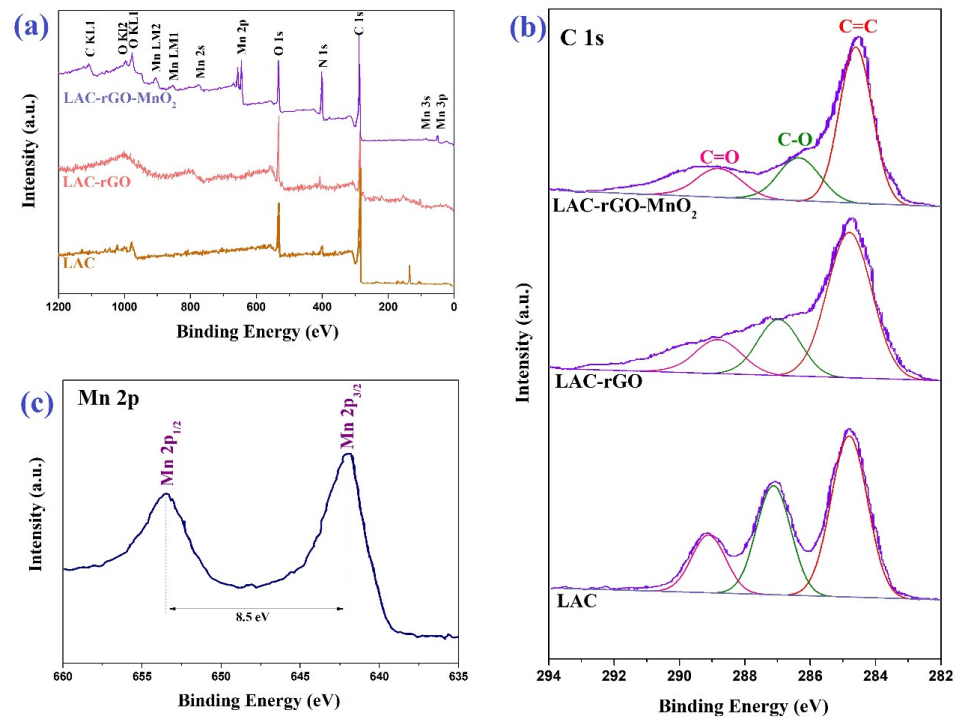 (a)
C KL1
O Kl2
O KL1
Mn LM2
Mn LM1
Mn 2s
Mn 2p
O 1s
N 1s
C 1s
Mn 3s
Mn 3p
LAC-rGO-MnO₂
LAC-rGO
LAC
Intensity (a.u.)
1200 1000 800 600 400 200 0
Binding Energy (eV)
(b)
C 1s
C=C
C-O
C=O
LAC-rGO-MnO₂
LAC-rGO
LAC
Intensity (a.u.)
294 292 290 288 286 284 282
Binding Energy (eV)
(c)
Mn 2p
Mn 2p₁/₂
Mn 2p₃/₂
8.5 eV
Intensity (a.u.)
660 655 650 645 640 635
Binding Energy (eV)